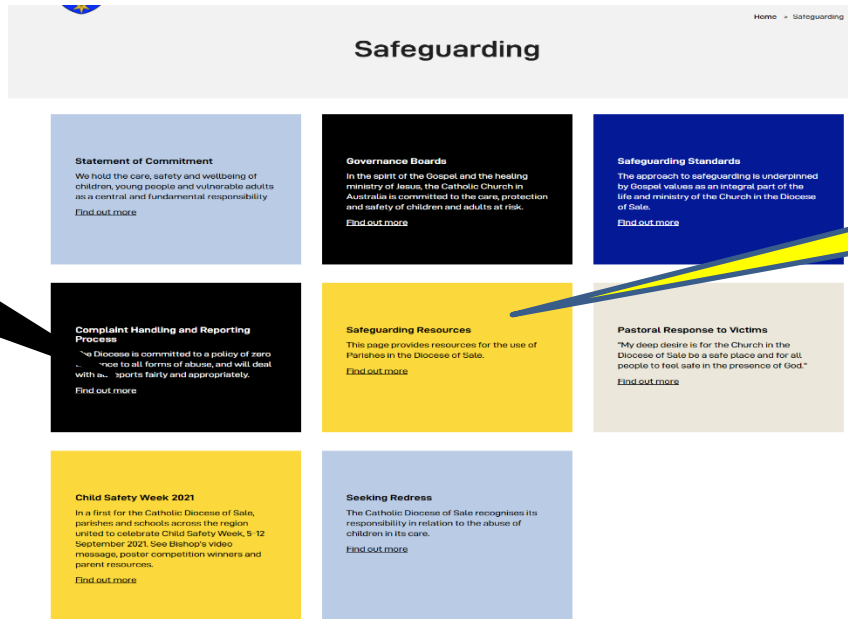 Home » Safeguarding
Safeguarding
Statement of Commitment
We hold the care, safety and wellbeing of
children, young people and vulnerable adults
as a central and fundamental responsibility
Find out more
Governance Boards
In the spirit of the Gospel and the healing
ministry of Jesus, the Catholic Church in
Australia is committed to the care, protection
and safety of children and adults at risk.
Find out more
Safeguarding Standards
The approach to safeguarding is underpinned
by Gospel values as an integral part of the
life and ministry of the Church in the Diocese
of Sale.
Find out more
Complaint Handling and Reporting
Process
Diocese is committed to a policy of zero
to all forms of abuse, and will deal
with fairly and appropriately.
Find out more
Safeguarding Resources
This page provides resources for the use of
Parishes in the Diocese of Sale.
Find out more
Pastoral Response to Victims
"My deep desire is for the Church in the
Diocese of Sale be a safe place and for all
people to feel safe in the presence of God."
Find out more
Child Safety Week 2021
In a first for the Catholic Diocese of Sale,
parishes and schools across the region
united to celebrate Child Safety Week, 5-12
September 2021. See Bishop's video
message, poster competition winners and
parent resources.
Find out more
Seeking Redress
The Catholic Diocese of Sale recognises its
responsibility in relation to the abuse of
children in its care.
Find out more